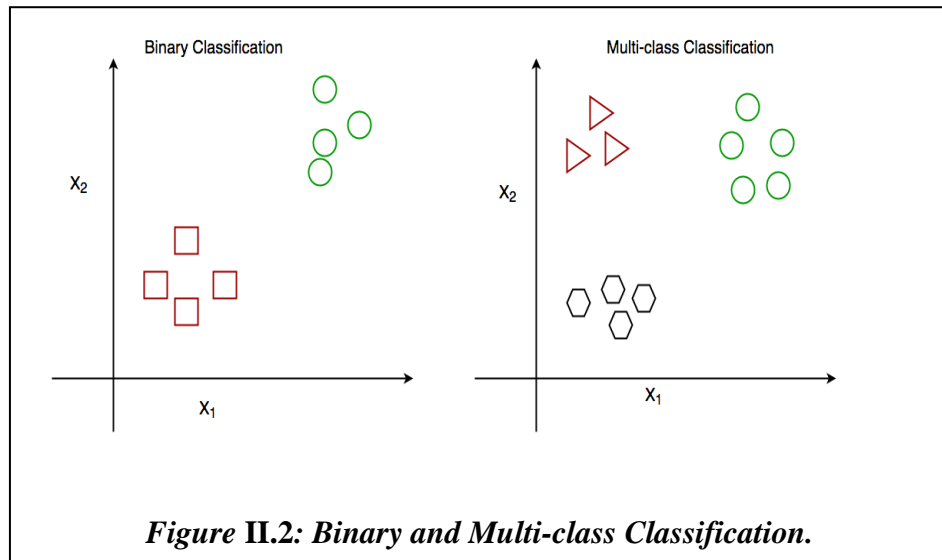 Binary Classification
X₂
X₁
Multi-class Classification
X₂
X₁
Figure II.2: Binary and Multi-class Classification.